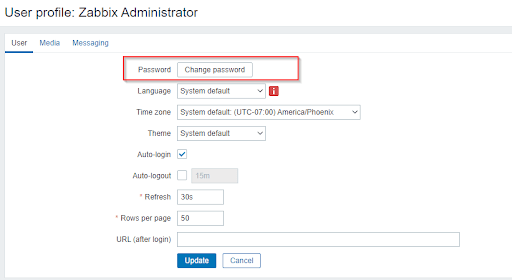 User profile: Zabbix Administrator
User Media Messaging
Password Change password
Language System default i
Time zone System default: (UTC-07:00) America/Phoenix
Theme System default
Auto-login
Auto-logout 15m
* Refresh 30s
* Rows per page 50
URL (after login)
Update Cancel